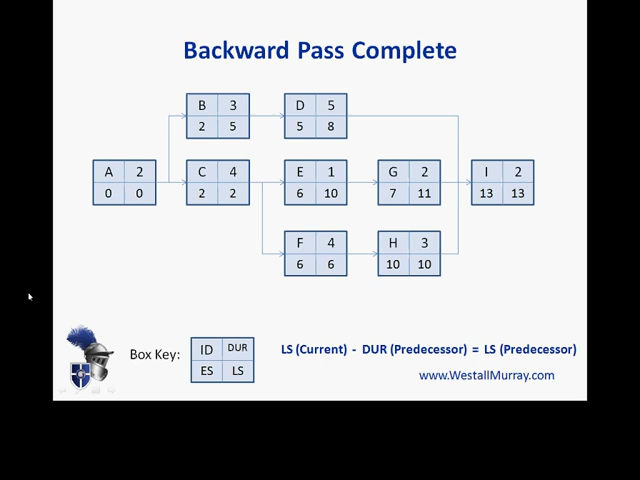 Backward Pass Complete
B 3 D 5
2 5 5 8
A 2 C 4 E 1 G 2 I 2
0 0 2 2 6 10 7 11 13 13
F 4 H 3
6 6 10 10
Box Key: ID DUR
ES LS
LS (Current) - DUR (Predecessor) = LS (Predecessor)
www.WestallMurray.com